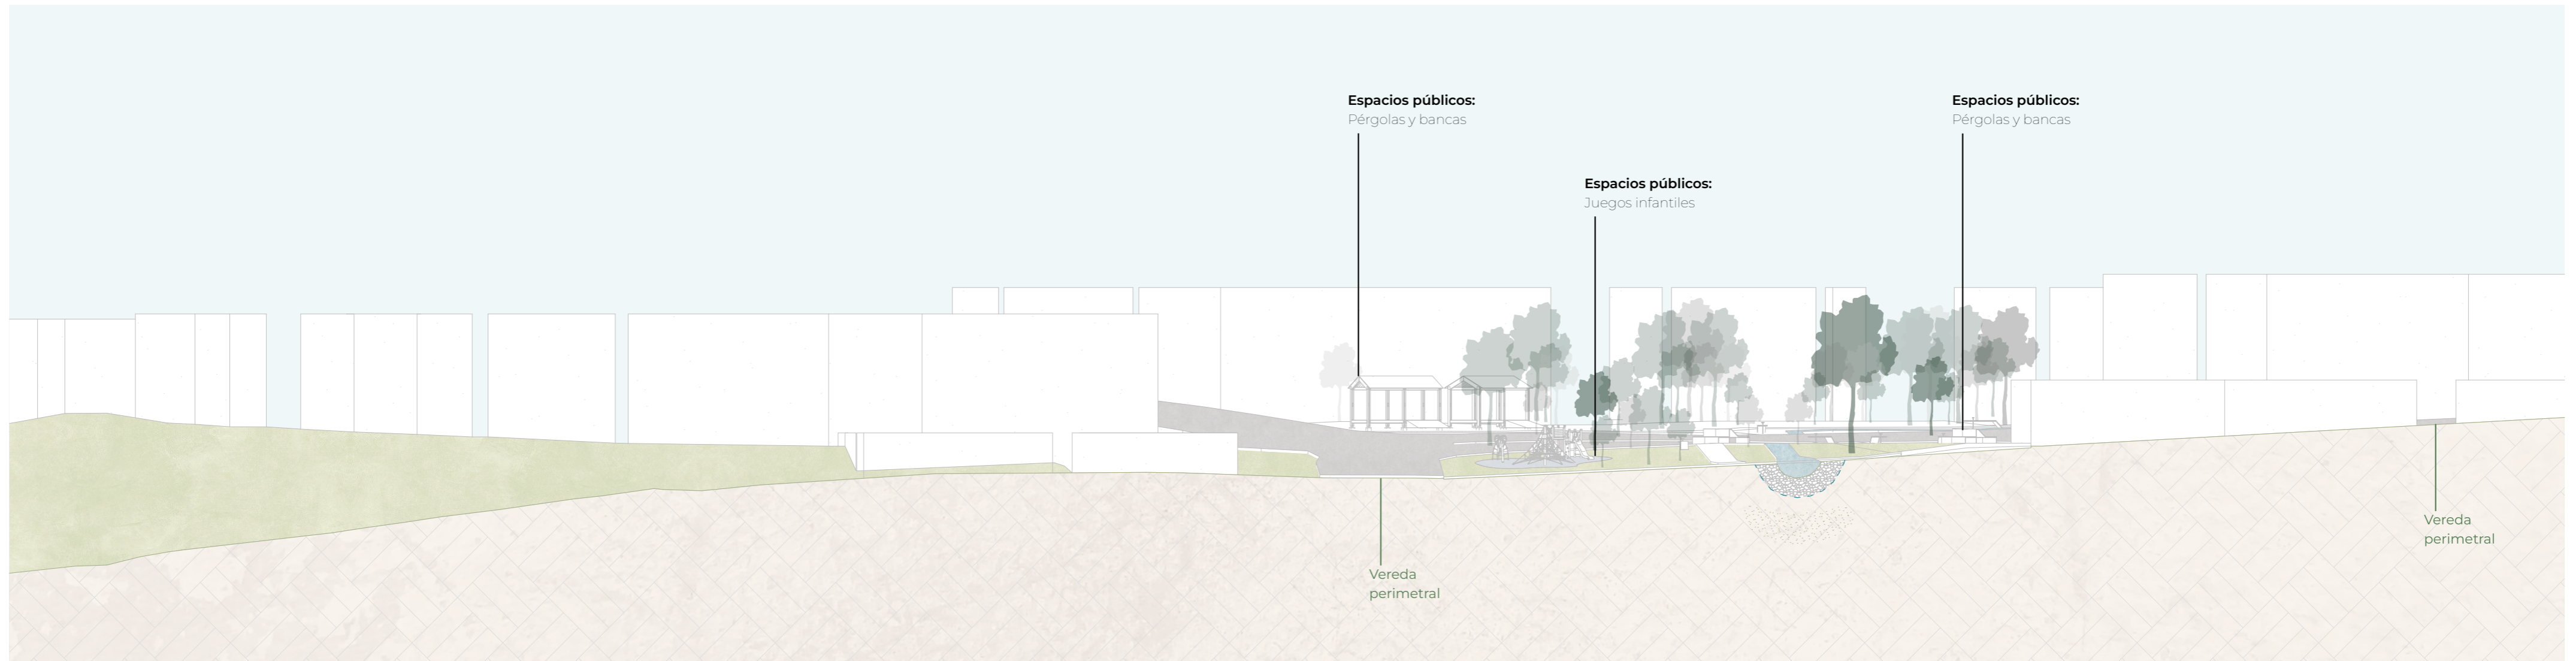 Espacios públicos:
Pérgolas y bancas
Espacios públicos:
Pérgolas y bancas
Espacios públicos:
Juegos infantiles
Vereda
perimetral
Vereda
perimetral